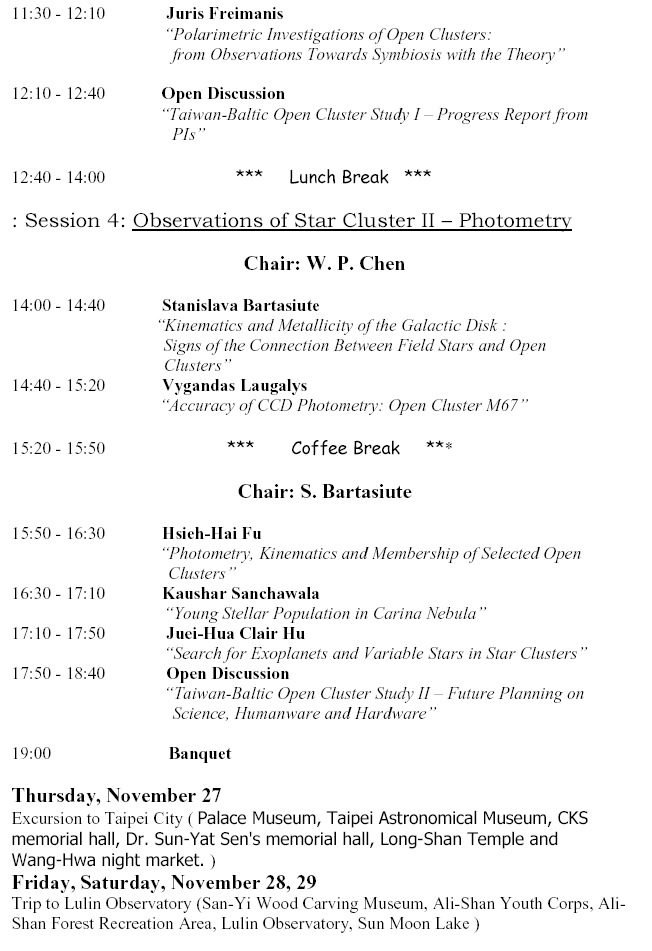 11:30 - 12:10 Juris Freimanis
“Polarimetric Investigations of Open Clusters:
from Observations Towards Symbiosis with the Theory”
12:10 - 12:40 Open Discussion
“Taiwan-Baltic Open Cluster Study I – Progress Report from
PIs”
12:40 - 14:00 *** Lunch Break ***
: Session 4: Observations of Star Cluster II – Photometry
Chair: W. P. Chen
14:00 - 14:40 Stanislava Bartasiute
“Kinematics and Metallicity of the Galactic Disk :
Signs of the Connection Between Field Stars and Open
Clusters”
14:40 - 15:20 Vygandas Laugalys
“Accuracy of CCD Photometry: Open Cluster M67”
15:20 - 15:50 *** Coffee Break ***
Chair: S. Bartasiute
15:50 - 16:30 Hsieh-Hai Fu
“Photometry, Kinematics and Membership of Selected Open
Clusters”
16:30 - 17:10 Kaushar Sanchawala
“Young Stellar Population in Carina Nebula”
17:10 - 17:50 Juei-Hua Clair Hu
“Search for Exoplanets and Variable Stars in Star Clusters”
17:50 - 18:40 Open Discussion
“Taiwan-Baltic Open Cluster Study II – Future Planning on
Science, Humanware and Hardware”
19:00 Banquet
Thursday, November 27
Excursion to Taipei City ( Palace Museum, Taipei Astronomical Museum, CKS
memorial hall, Dr. Sun-Yat Sen's memorial hall, Long-Shan Temple and
Wang-Hwa night market. )
Friday, Saturday, November 28, 29
Trip to Lulin Observatory (San-Yi Wood Carving Museum, Ali-Shan Youth Corps, Ali-
Shan Forest Recreation Area, Lulin Observatory, Sun Moon Lake )